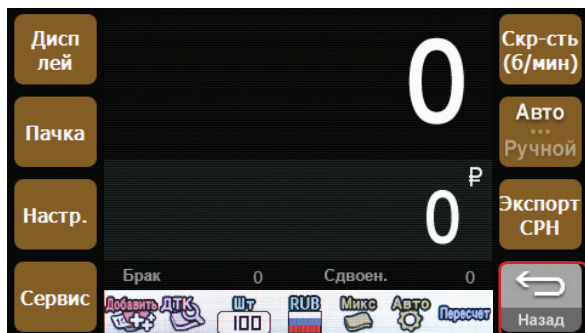 Дисп
лей
0
Скр-сть
(б/мин)
Пачка
Авто
...
Ручной
₽
Настр.
0
Экспорт
СРН
Брак 0 Сдвоен. 0
Сервис
Добавить ДТК Шт 100 RUB Микс Авто Пересчет
Назад